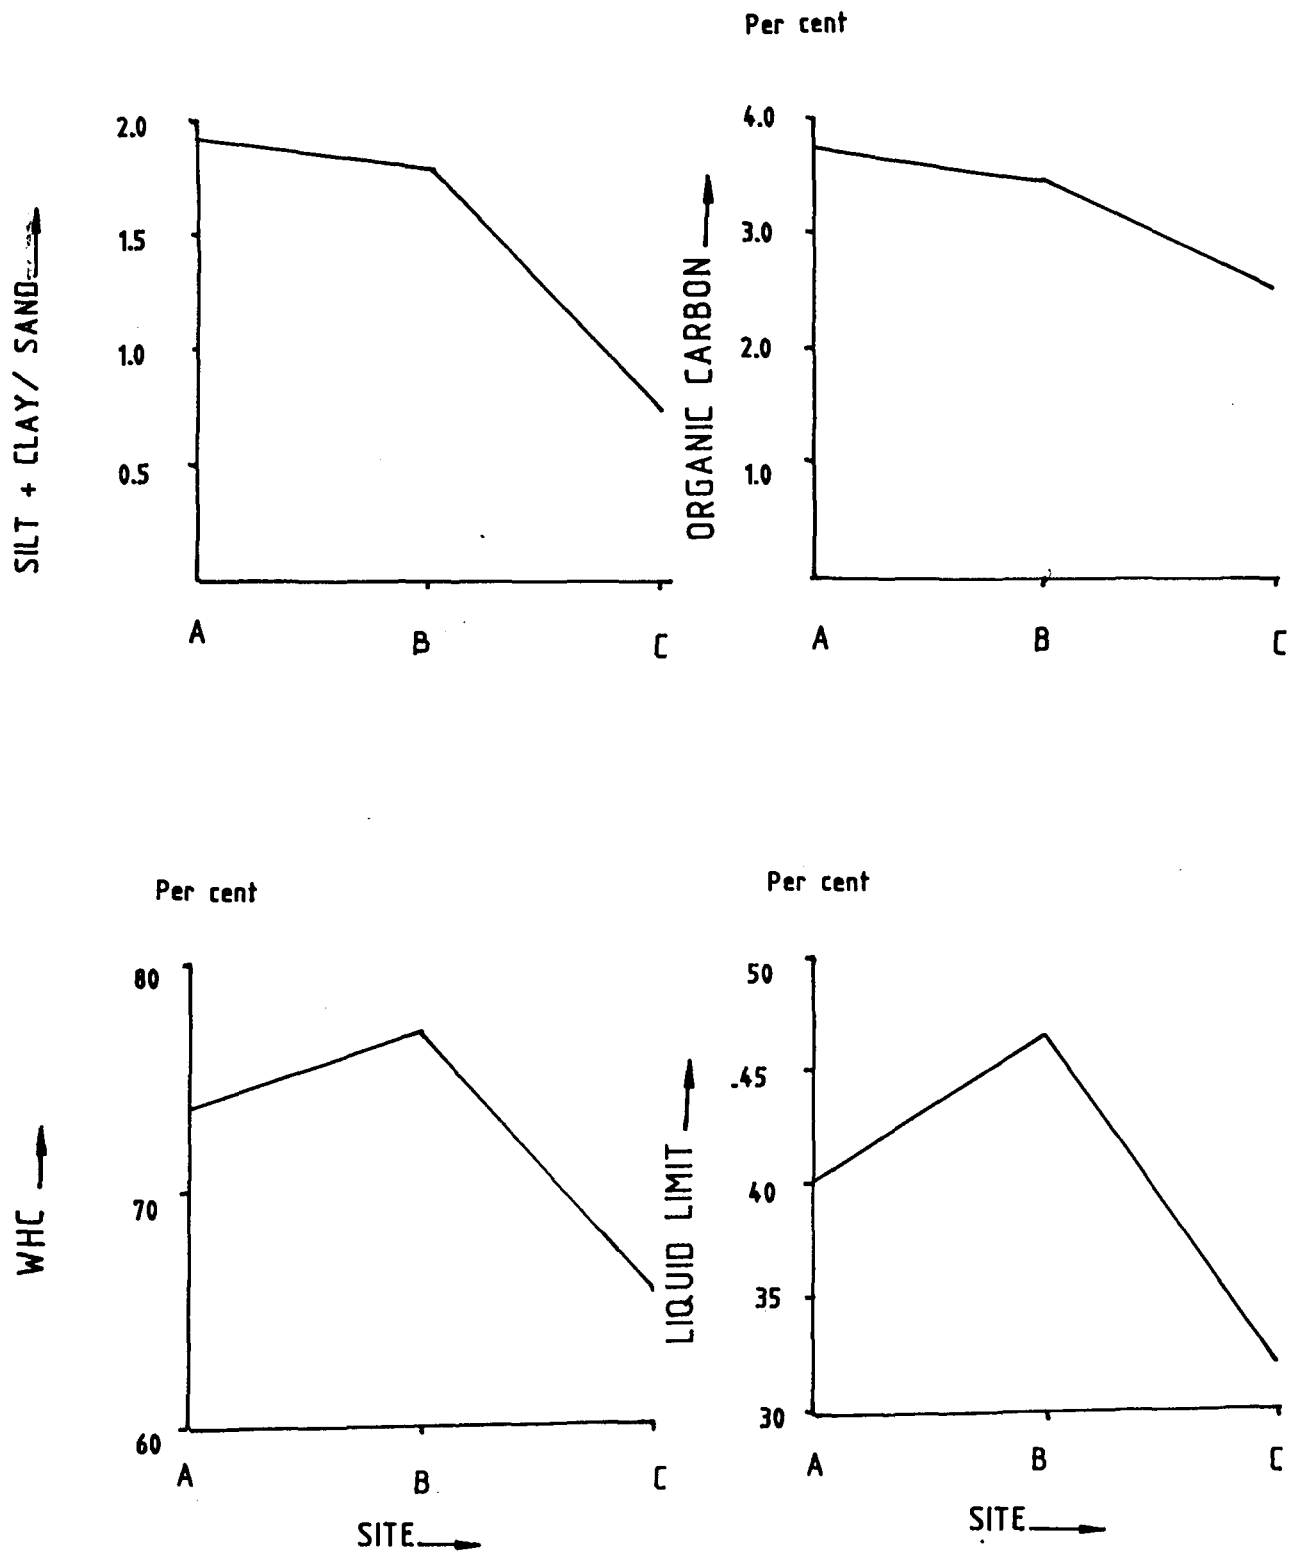 Per cent
2.0
1.5
1.0
0.5
SILT + CLAY/ SAND
A
B
C
4.0
3.0
2.0
1.0
ORGANIC CARBON
A
B
C
Per cent
80
70
60
WHC
A
B
C
SITE
Per cent
50
.45
40
35
30
LIQUID LIMIT
A
B
C
SITE